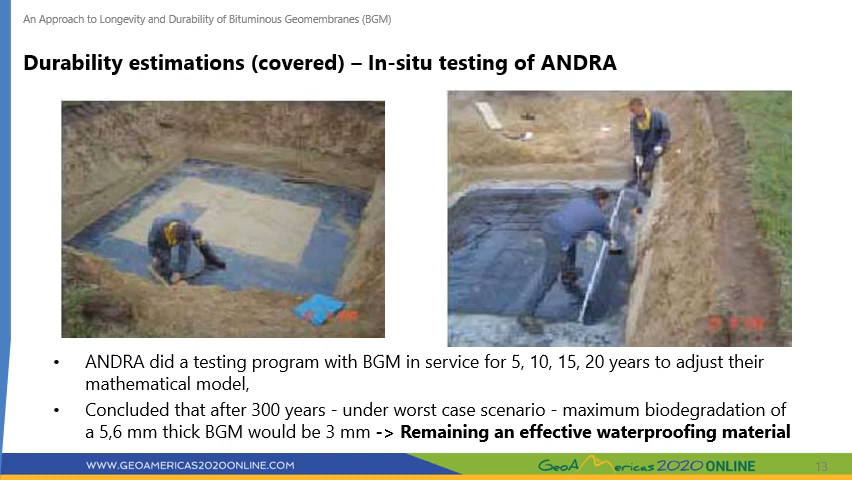 An Approach to Longevity and Durability of Bituminous Geomembranes (BGM)
Durability estimations (covered) – In-situ testing of ANDRA
• ANDRA did a testing program with BGM in service for 5, 10, 15, 20 years to adjust their
mathematical model,
• Concluded that after 300 years - under worst case scenario - maximum biodegradation of
a 5,6 mm thick BGM would be 3 mm -> Remaining an effective waterproofing material
WWW.GEOAMERICAS2020ONLINE.COM
GeoAmericas2020 ONLINE
13